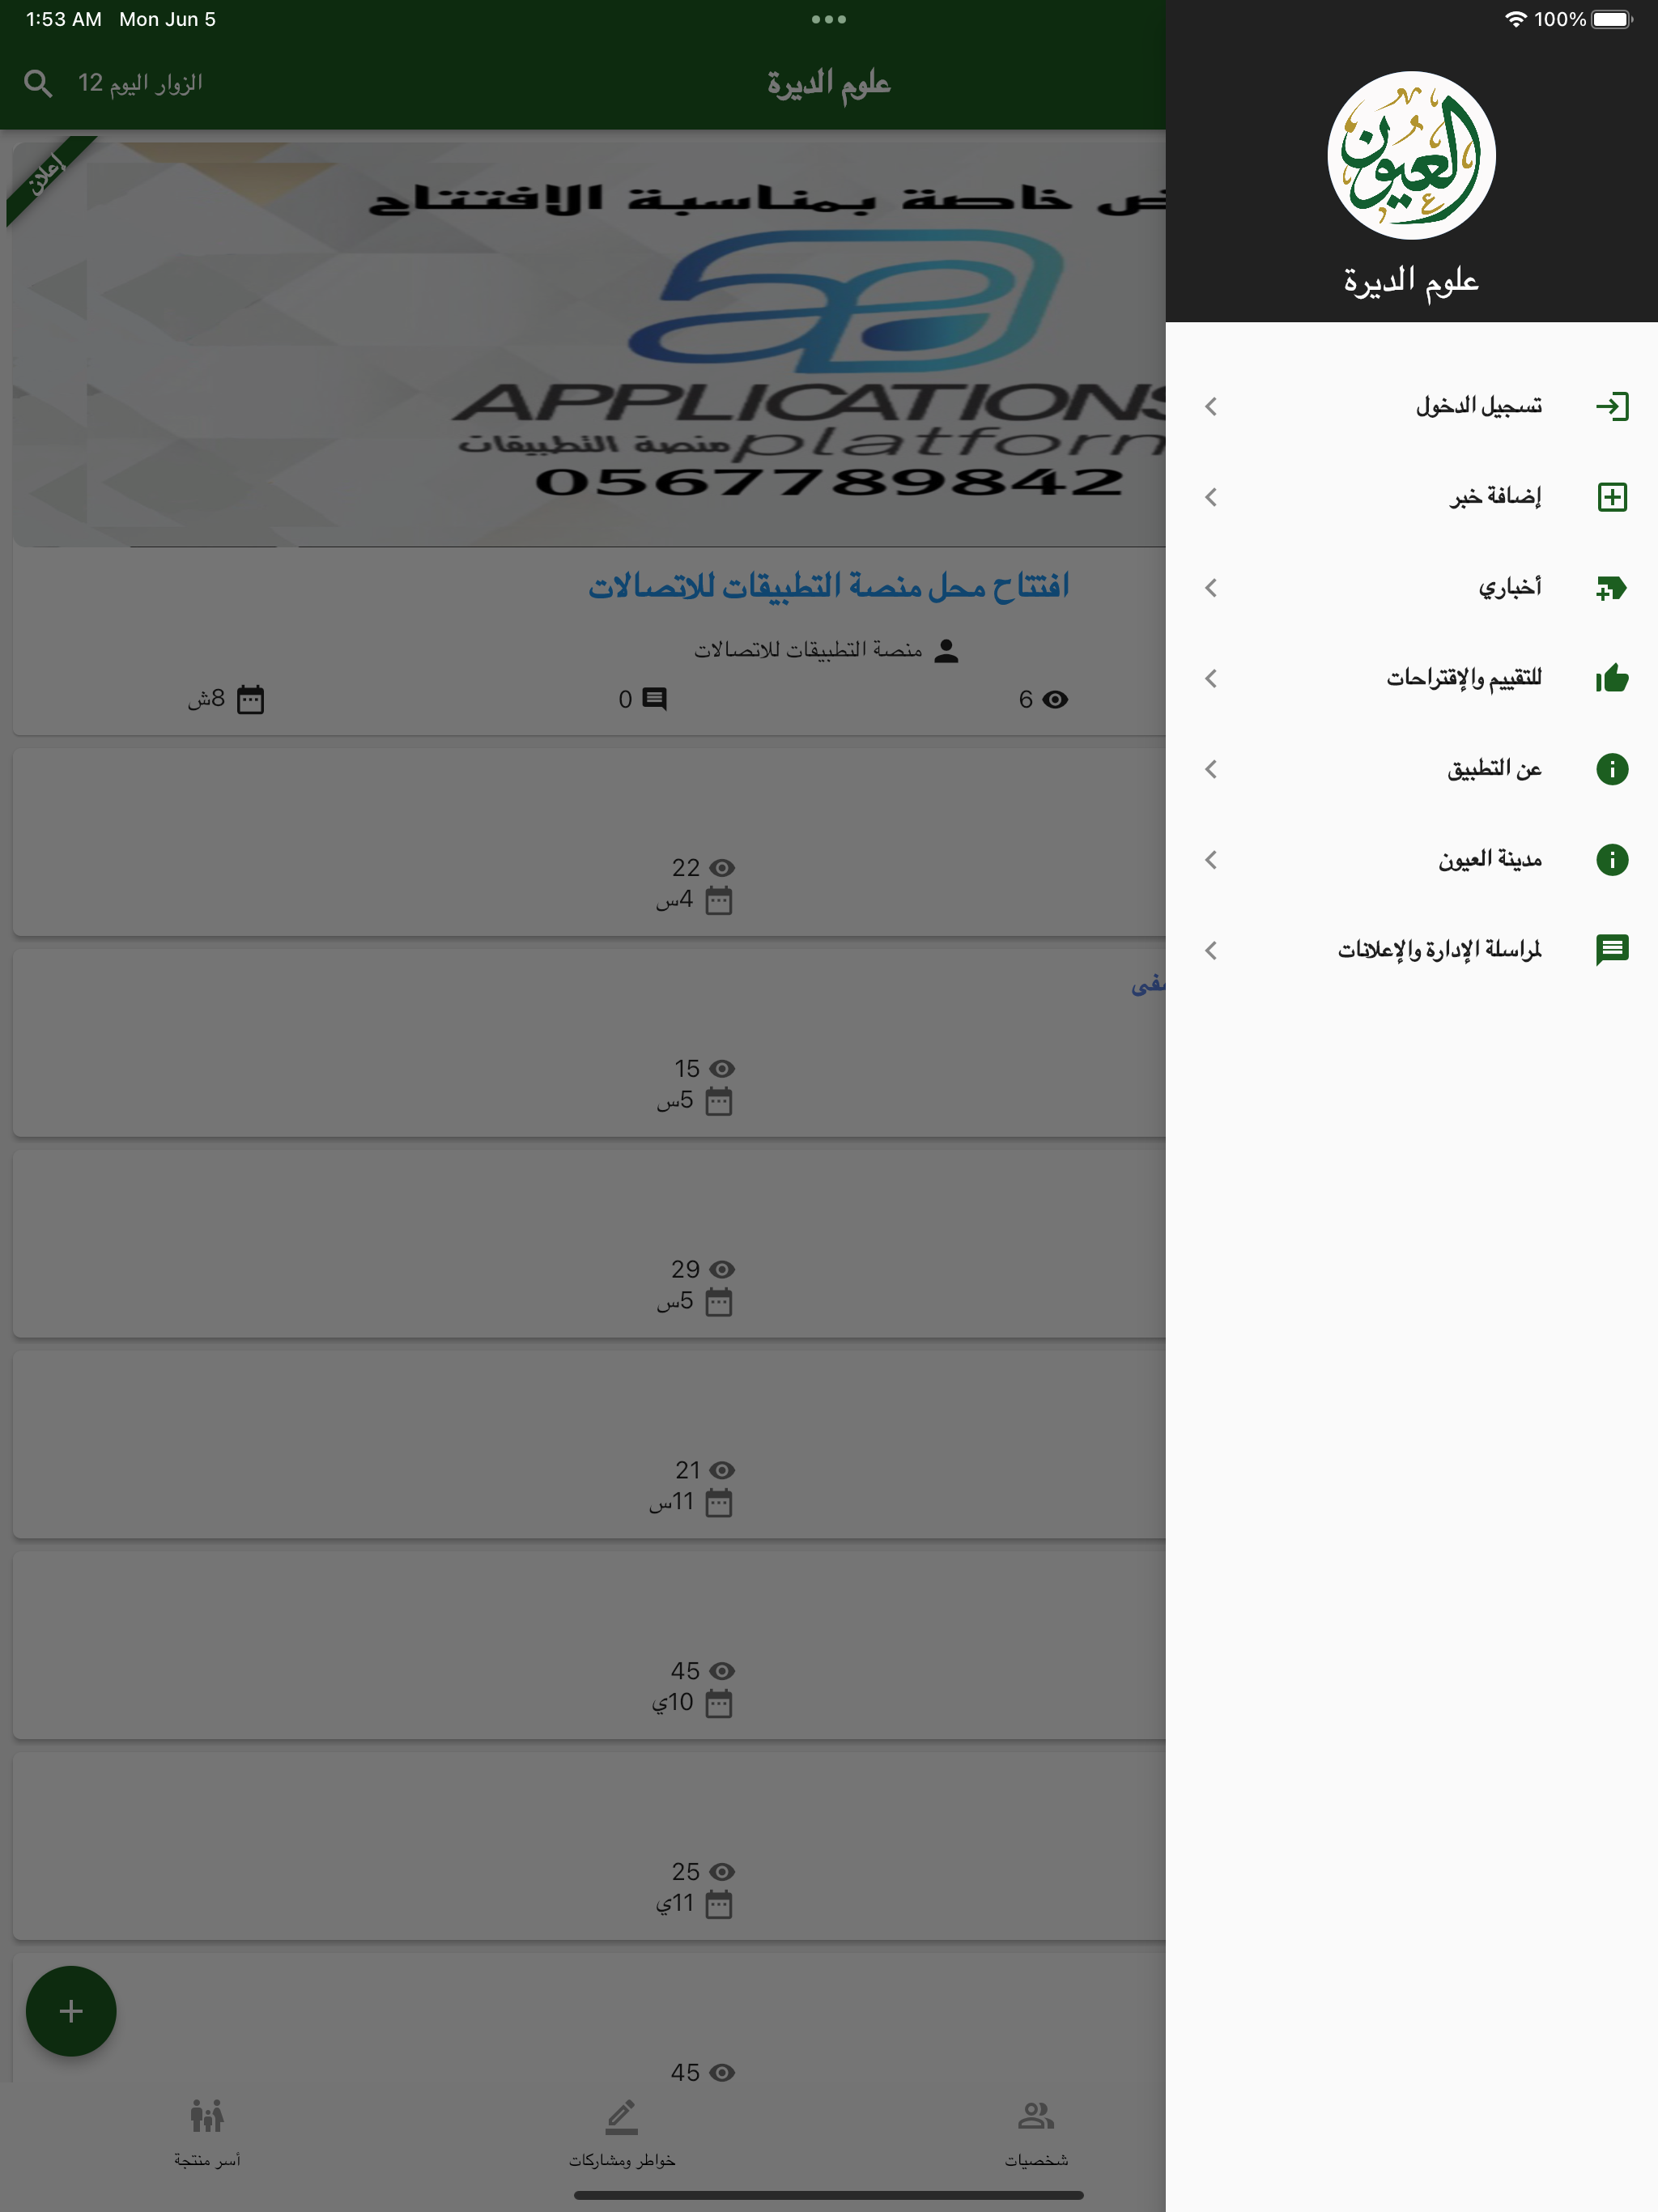 1:53 AM Mon Jun 5
100%
علوم الديرة
الزوار اليوم 12
العيون
علوم الديرة
تسجيل الدخول
إضافة خبر
أخباري
للتقييم والإقتراحات
عن التطبيق
مدينة العيون
لمراسلة الإدارة والإعلانات
إعلان
خاصة بمناسبة الإفتتاح
APPLICATIONS
platform منصة التطبيقات
0567789842
افتتاح محل منصة التطبيقات للاتصالات
منصة التطبيقات للاتصالات
6
0
8ش
22
4س
15
5س
29
5س
21
11س
45
10ي
25
11ي
45
شخصيات
خواطر ومشاركات
أسر منتجة